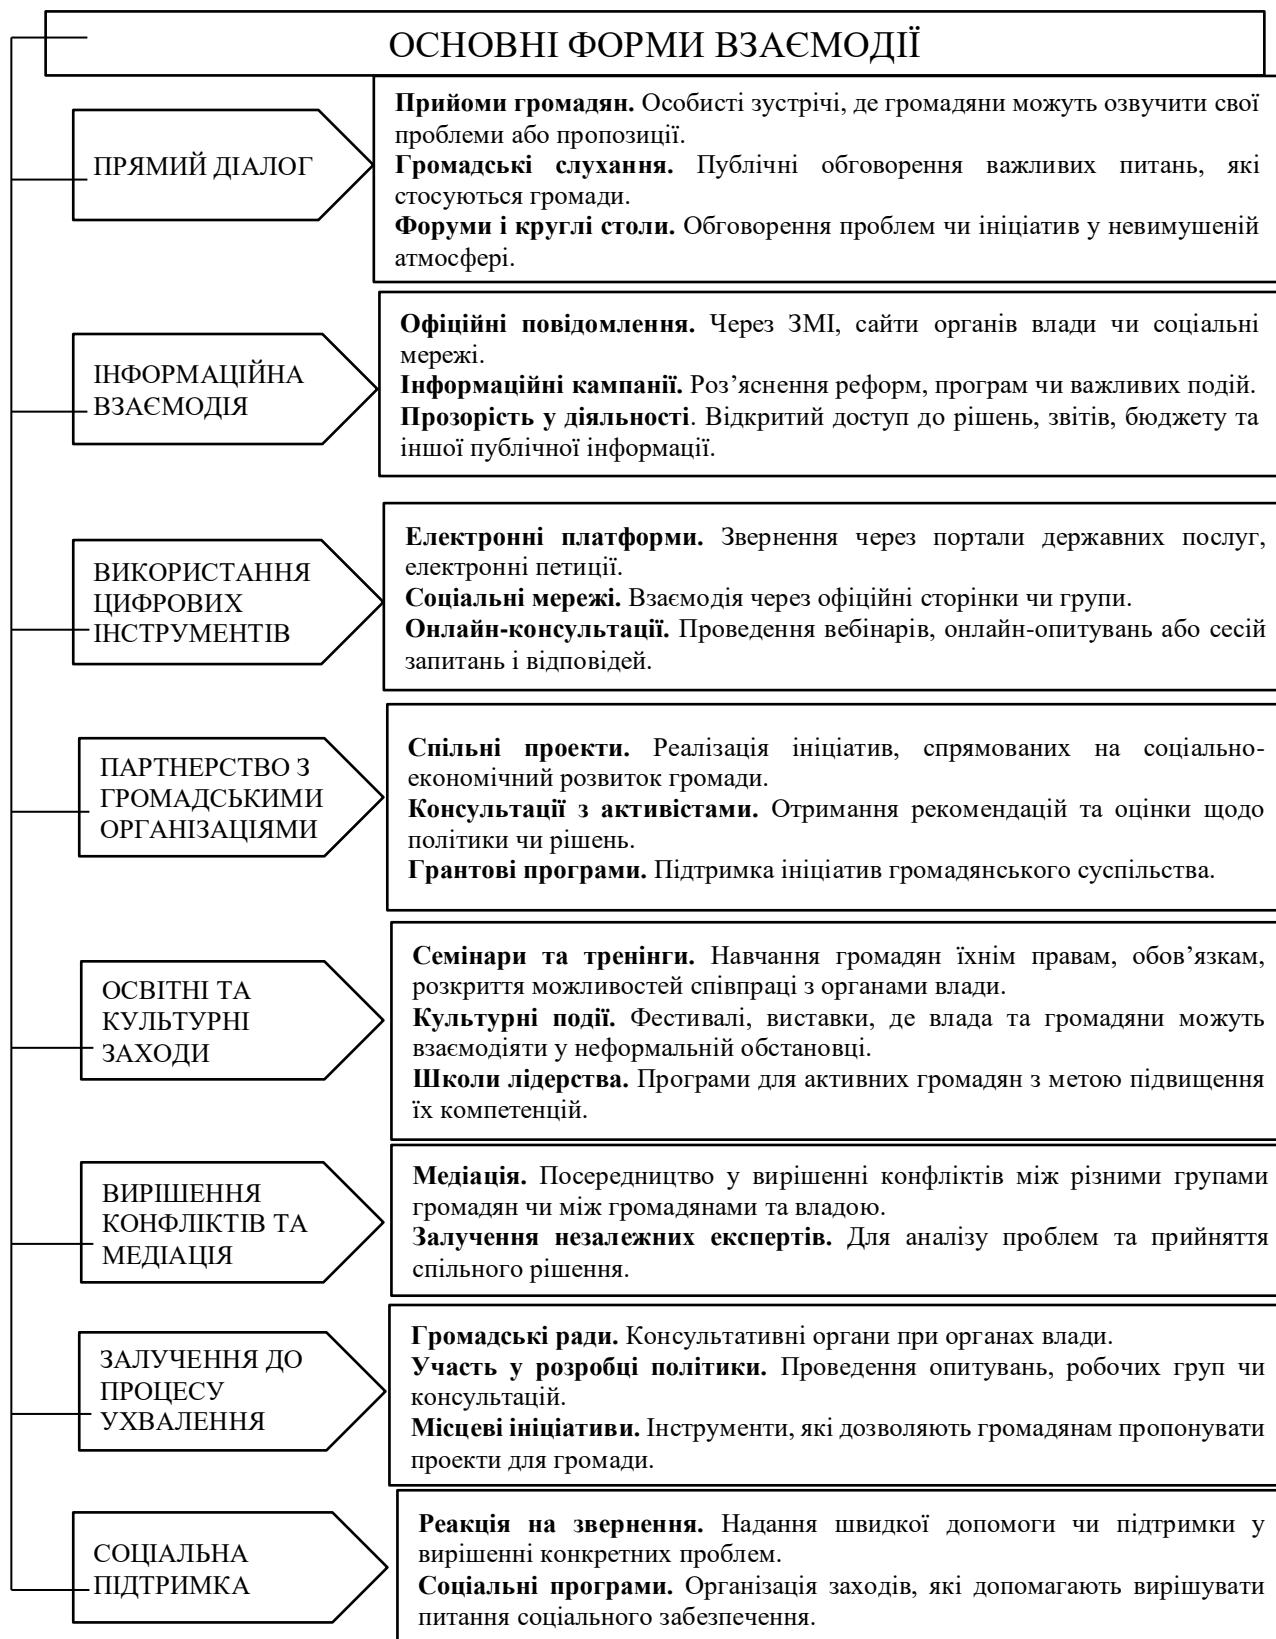 ОСНОВНІ ФОРМИ ВЗАЄМОДІЇ
ПРЯМИЙ ДІАЛОГ
Прийоми громадян. Особисті зустрічі, де громадяни можуть озвучити свої
проблеми або пропозиції.
Громадські слухання. Публічні обговорення важливих питань, які
стосуються громади.
Форуми і круглі столи. Обговорення проблем чи ініціатив у невимушеній
атмосфері.
ІНФОРМАЦІЙНА
ВЗАЄМОДІЯ
Офіційні повідомлення. Через ЗМІ, сайти органів влади чи соціальні
мережі.
Інформаційні кампанії. Роз’яснення реформ, програм чи важливих подій.
Прозорість у діяльності. Відкритий доступ до рішень, звітів, бюджету та
іншої публічної інформації.
ВИКОРИСТАННЯ
ЦИФРОВИХ
ІНСТРУМЕНТІВ
Електронні платформи. Звернення через портали державних послуг,
електронні петиції.
Соціальні мережі. Взаємодія через офіційні сторінки чи групи.
Онлайн-консультації. Проведення вебінарів, онлайн-опитувань або сесій
запитань і відповідей.
ПАРТНЕРСТВО З
ГРОМАДСЬКИМИ
ОРГАНІЗАЦІЯМИ
Спільні проекти. Реалізація ініціатив, спрямованих на соціально-
економічний розвиток громади.
Консультації з активістами. Отримання рекомендацій та оцінки щодо
політики чи рішень.
Грантові програми. Підтримка ініціатив громадянського суспільства.
ОСВІТНІ ТА
КУЛЬТУРНІ
ЗАХОДИ
Семінари та тренінги. Навчання громадян їхнім правам, обов’язкам,
розкриття можливостей співпраці з органами влади.
Культурні події. Фестивалі, виставки, де влада та громадяни можуть
взаємодіяти у неформальній обстановці.
Школи лідерства. Програми для активних громадян з метою підвищення
їх компетенцій.
ВИРІШЕННЯ
КОНФЛІКТІВ ТА
МЕДІАЦІЯ
Медіація. Посередництво у вирішенні конфліктів між різними групами
громадян чи між громадянами та владою.
Залучення незалежних експертів. Для аналізу проблем та прийняття
спільного рішення.
ЗАЛУЧЕННЯ ДО
ПРОЦЕСУ
УХВАЛЕННЯ
Громадські ради. Консультативні органи при органах влади.
Участь у розробці політики. Проведення опитувань, робочих груп чи
консультацій.
Місцеві ініціативи. Інструменти, які дозволяють громадянам пропонувати
проекти для громади.
СОЦІАЛЬНА
ПІДТРИМКА
Реакція на звернення. Надання швидкої допомоги чи підтримки у
вирішенні конкретних проблем.
Соціальні програми. Організація заходів, які допомагають вирішувати
питання соціального забезпечення.